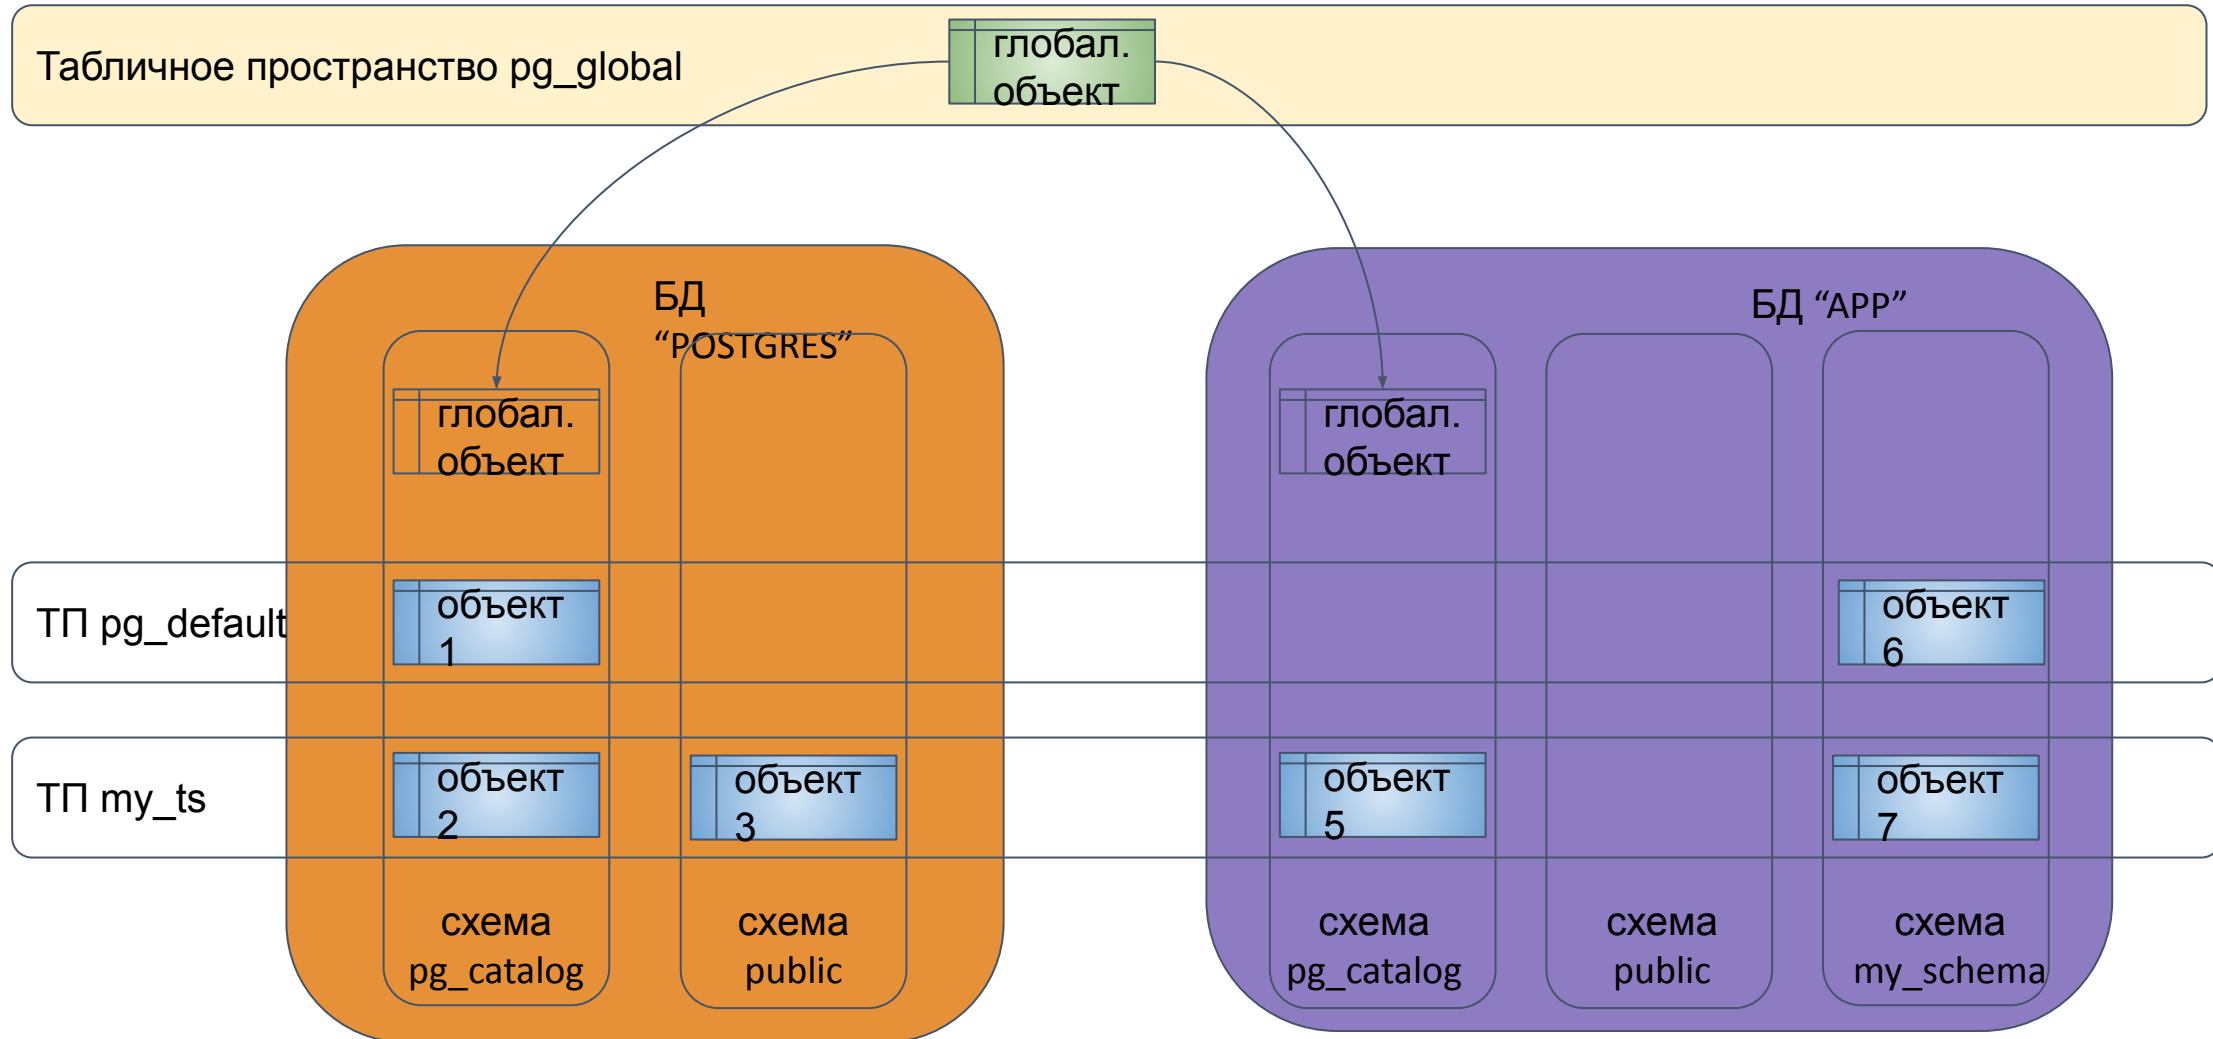 Табличное пространство pg_global
глобал.
объект
БД
“POSTGRES”
БД “APP”
глобал.
объект
глобал.
объект
ТП pg_default
объект
1
объект
6
ТП my_ts
объект
2
объект
3
объект
5
объект
7
схема
pg_catalog
схема
public
схема
pg_catalog
схема
public
схема
my_schema